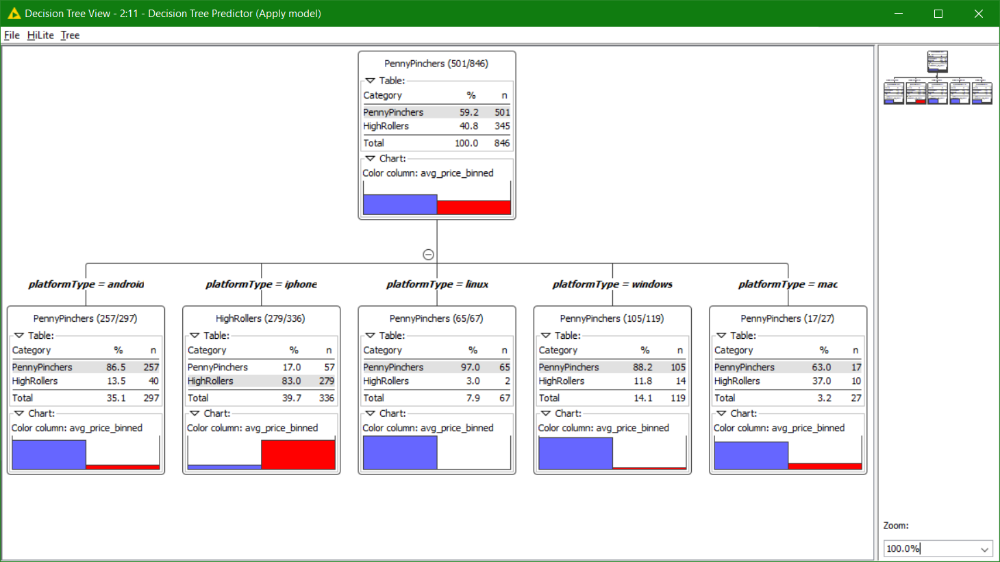 Decision Tree View - 2:11 - Decision Tree Predictor (Apply model)
File HiLite Tree
PennyPinchers (501/846)
Table:
Category % n
PennyPinchers 59.2 501
HighRollers 40.8 345
Total 100.0 846
Chart:
Color column: avg_price_binned
platformType = android
PennyPinchers (257/297)
Table:
Category % n
PennyPinchers 86.5 257
HighRollers 13.5 40
Total 35.1 297
Chart:
Color column: avg_price_binned
platformType = iphone
HighRollers (279/336)
Table:
Category % n
PennyPinchers 17.0 57
HighRollers 83.0 279
Total 39.7 336
Chart:
Color column: avg_price_binned
platformType = linux
PennyPinchers (65/67)
Table:
Category % n
PennyPinchers 97.0 65
HighRollers 3.0 2
Total 7.9 67
Chart:
Color column: avg_price_binned
platformType = windows
PennyPinchers (105/119)
Table:
Category % n
PennyPinchers 88.2 105
HighRollers 11.8 14
Total 14.1 119
Chart:
Color column: avg_price_binned
platformType = mac
PennyPinchers (17/27)
Table:
Category % n
PennyPinchers 63.0 17
HighRollers 37.0 10
Total 3.2 27
Chart:
Color column: avg_price_binned
Zoom:
100.0%